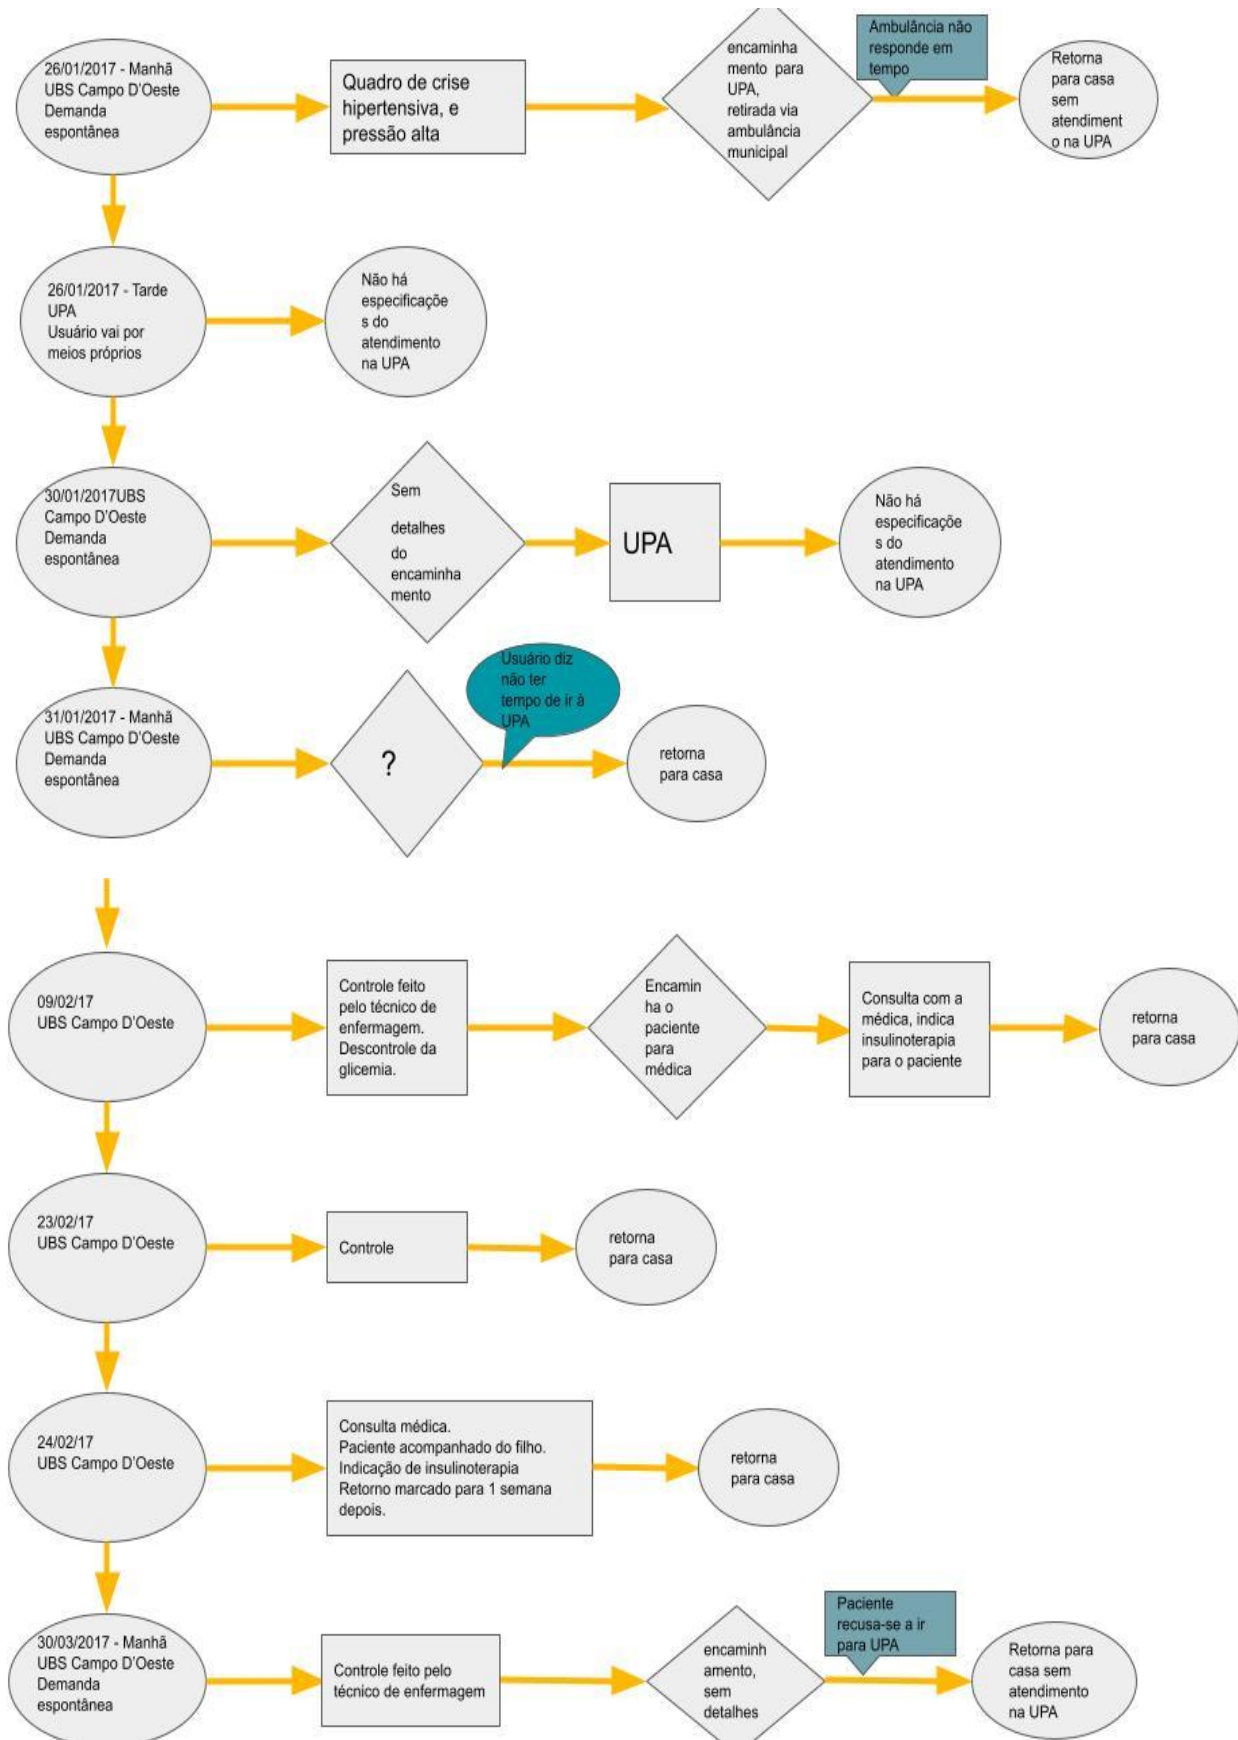 26/01/2017 - Manhã
UBS Campo D'Oeste
Demanda
espontânea
Quadro de crise
hipertensiva, e
pressão alta
encaminha
mento para
UPA,
retirada via
ambulância
municipal
Ambulância não
responde em
tempo
Retorna
para casa
sem
atendiment
o na UPA
26/01/2017 - Tarde
UPA
Usuário vai por
meios próprios
Não há
especificaçõe
s do
atendimento
na UPA
30/01/2017UBS
Campo D'Oeste
Demanda
espontânea
Sem
detalhes
do
encaminha
mento
UPA
Não há
especificaçõe
s do
atendimento
na UPA
31/01/2017 - Manhã
UBS Campo D'Oeste
Demanda
espontânea
?
Usuário diz
não ter
tempo de ir à
UPA
retorna
para casa
09/02/17
UBS Campo D'Oeste
Controle feito
pelo técnico de
enfermagem.
Descontrole da
glicemia.
Encamin
ha o
paciente
para
médica
Consulta com a
médica, indica
insulinoterapia
para o paciente
retorna
para casa
23/02/17
UBS Campo D'Oeste
Controle
retorna
para casa
24/02/17
UBS Campo D'Oeste
Consulta médica.
Paciente acompanhado do filho.
Indicação de insulinoterapia
Retorno marcado para 1 semana
depois.
retorna
para casa
30/03/2017 - Manhã
UBS Campo D'Oeste
Demanda
espontânea
Controle feito pelo
técnico de enfermagem
encaminh
amento,
sem
detalhes
Paciente
recusa-se a ir
para UPA
Retorna para
casa sem
atendimento
na UPA